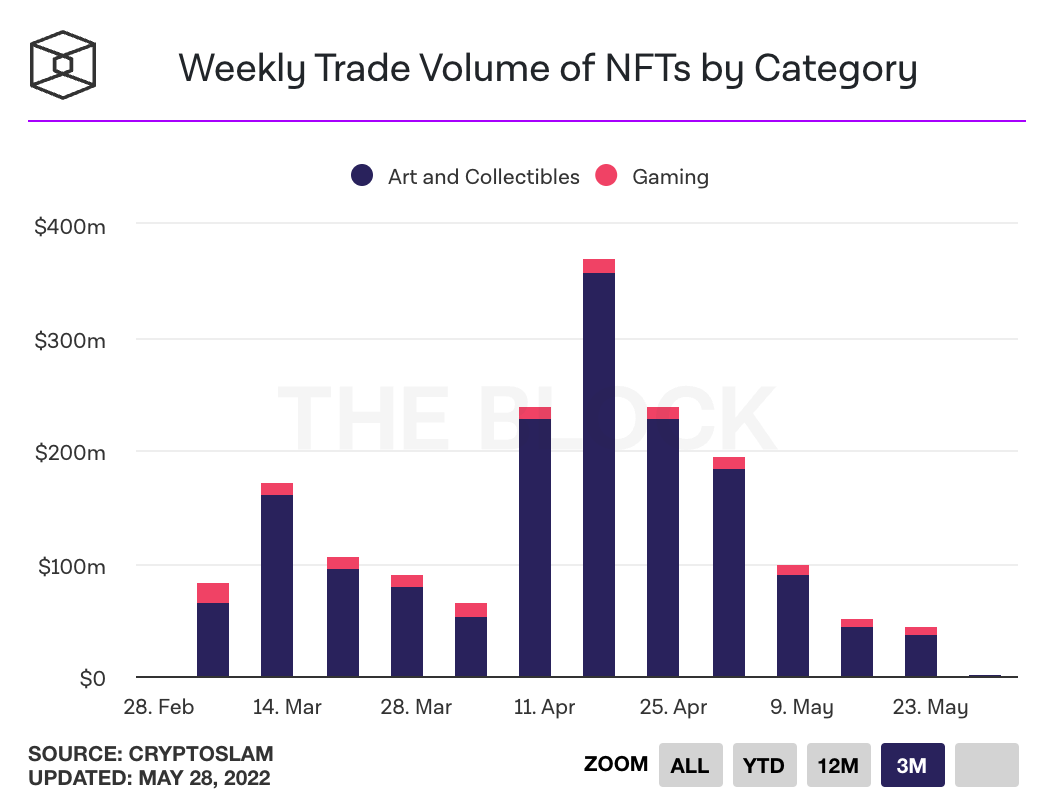 Weekly Trade Volume of NFTs by Category
Art and Collectibles Gaming
$400m
$300m
THE BLOCK
$200m
$100m
$0
28. Feb 14. Mar 28. Mar 11. Apr 25. Apr 9. May 23. May
SOURCE: CRYPTOSLAM
UPDATED: MAY 28, 2022
ZOOM ALL YTD 12M 3M